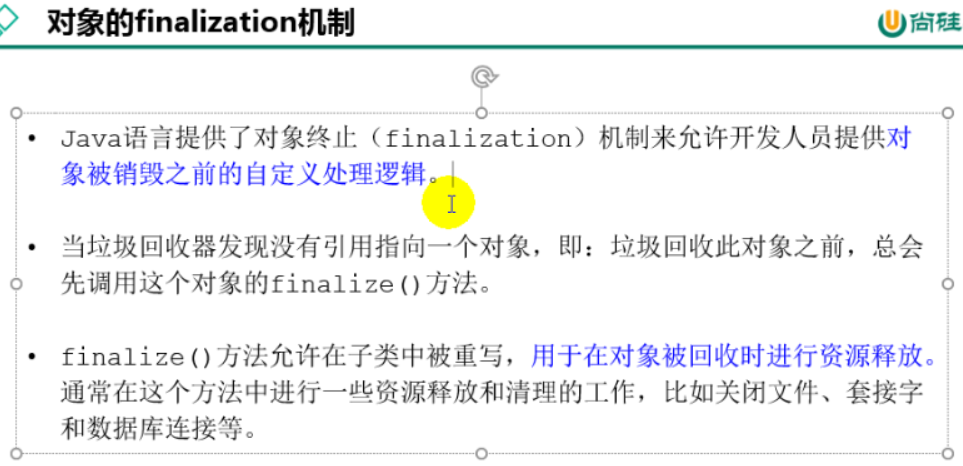 对象的finalization机制
尚硅
• Java语言提供了对象终止（finalization）机制来允许开发人员提供对
象被销毁之前的自定义处理逻辑。
• 当垃圾回收器发现没有引用指向一个对象，即：垃圾回收此对象之前，总会
先调用这个对象的finalize()方法。
• finalize()方法允许在子类中被重写，用于在对象被回收时进行资源释放。
通常在这个方法中进行一些资源释放和清理的工作，比如关闭文件、套接字
和数据库连接等。